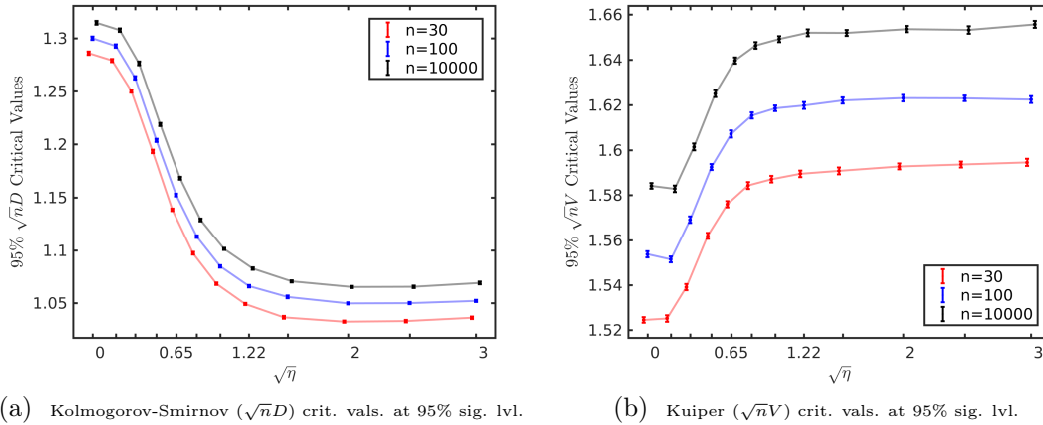 1.3
1.25
1.2
1.15
1.1
1.05
95% √nD Critical Values
n=30
n=100
n=10000
0 0.65 1.22 2 3
√η
(a) Kolmogorov-Smirnov (√nD) crit. vals. at 95% sig. lvl.
1.66
1.64
1.62
1.6
1.58
1.56
1.54
1.52
95% √nV Critical Values
n=30
n=100
n=10000
0 0.65 1.22 2 3
√η
(b) Kuiper (√nV) crit. vals. at 95% sig. lvl.